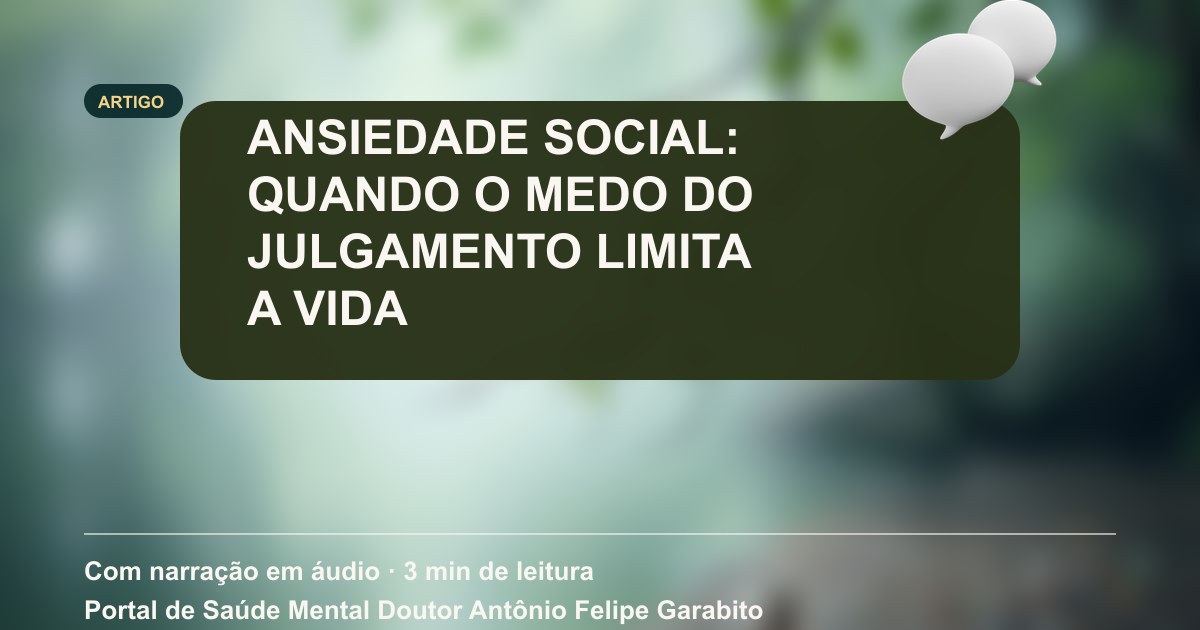 ARTIGO
ANSIEDADE SOCIAL:
QUANDO O MEDO DO
JULGAMENTO LIMITA
A VIDA
Com narração em áudio · 3 min de leitura
Portal de Saúde Mental Doutor Antônio Felipe Garabito